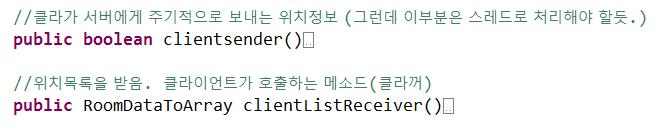 //클라가 서버에게 주기적으로 보내는 위치정보 (그런데 이부분은 스레드로 처리해야 할듯.)
public boolean clientsender()
//위치목록을 받음. 클라이언트가 호출하는 메소드(클라꺼)
public RoomDataToArray clientListReceiver()